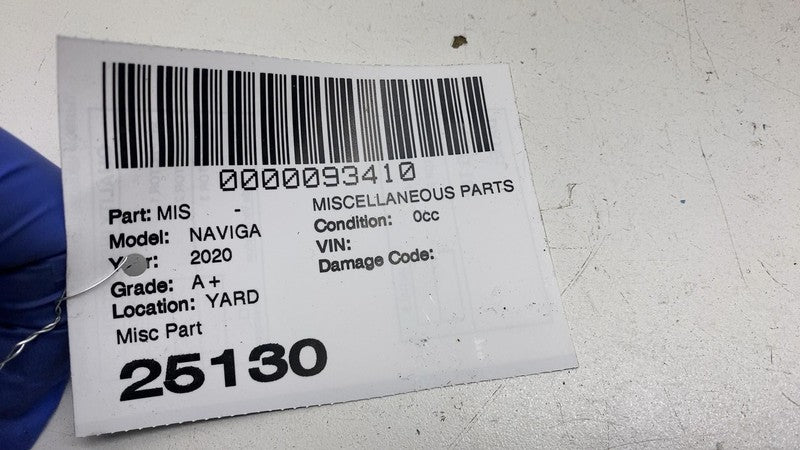 0000093410
Part: MIS - MISCELLANEOUS PARTS
Model: NAVIGA Condition: 0cc
Year: 2020 VIN:
Grade: A+ Damage Code:
Location: YARD
Misc Part
25130